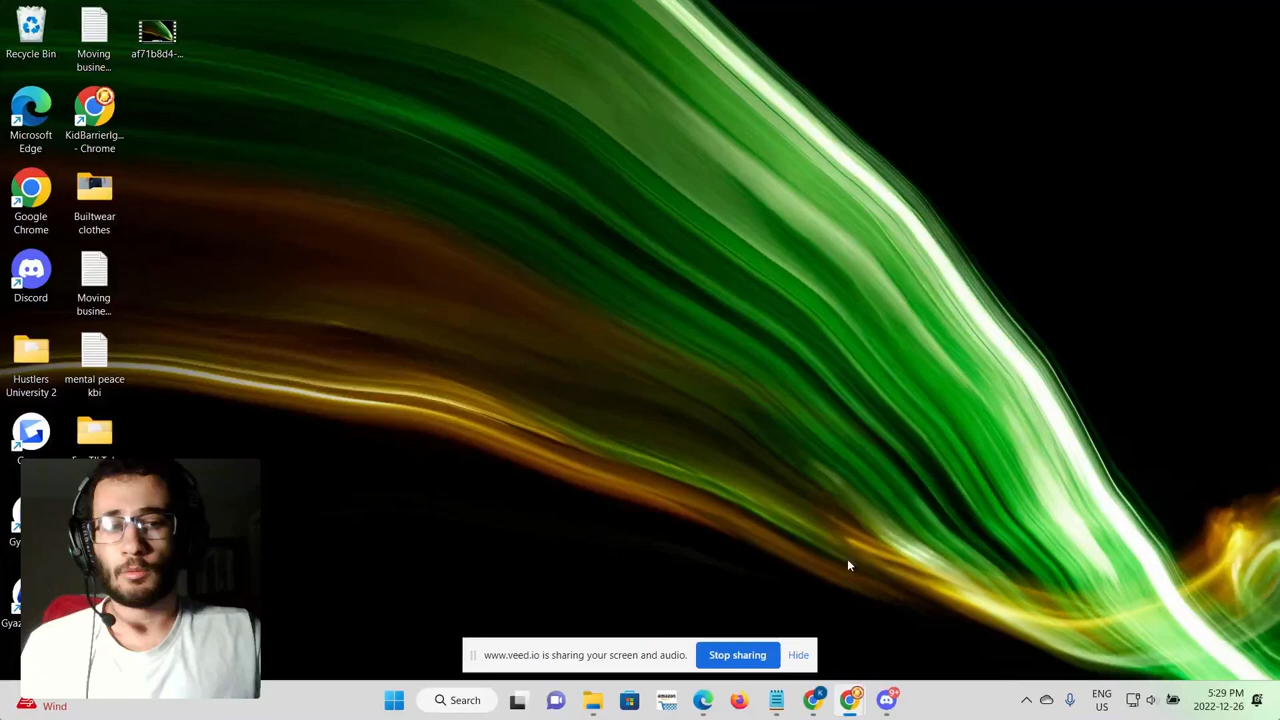 Recycle Bin
Moving
busine...
af71b8d4-...
Microsoft
Edge
KidBarrierIg...
- Chrome
Google
Chrome
Builtwear
clothes
Discord
Moving
busine...
Hustlers
University 2
mental peace
kbi
www.veed.io is sharing your screen and audio.
Stop sharing
Hide
Wind
Search
amazon
K
9+
ENG
US
:29 PM
2022-12-26